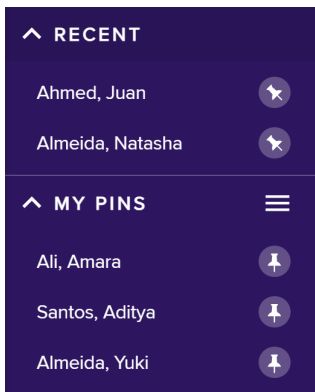 RECENT
Ahmed, Juan
Almeida, Natasha
MY PINS
Ali, Amara
Santos, Aditya
Almeida, Yuki